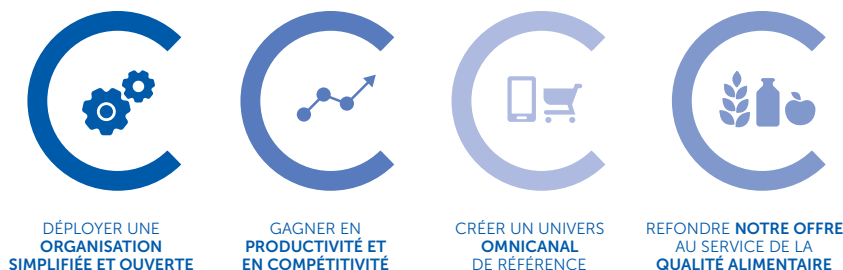 DÉPLOYER UNE
ORGANISATION
SIMPLIFIÉE ET OUVERTE
GAGNER EN
PRODUCTIVITÉ ET
EN COMPÉTITIVITÉ
CRÉER UN UNIVERS
OMNICANAL
DE RÉFÉRENCE
REFONDRE NOTRE OFFRE
AU SERVICE DE LA
QUALITÉ ALIMENTAIRE